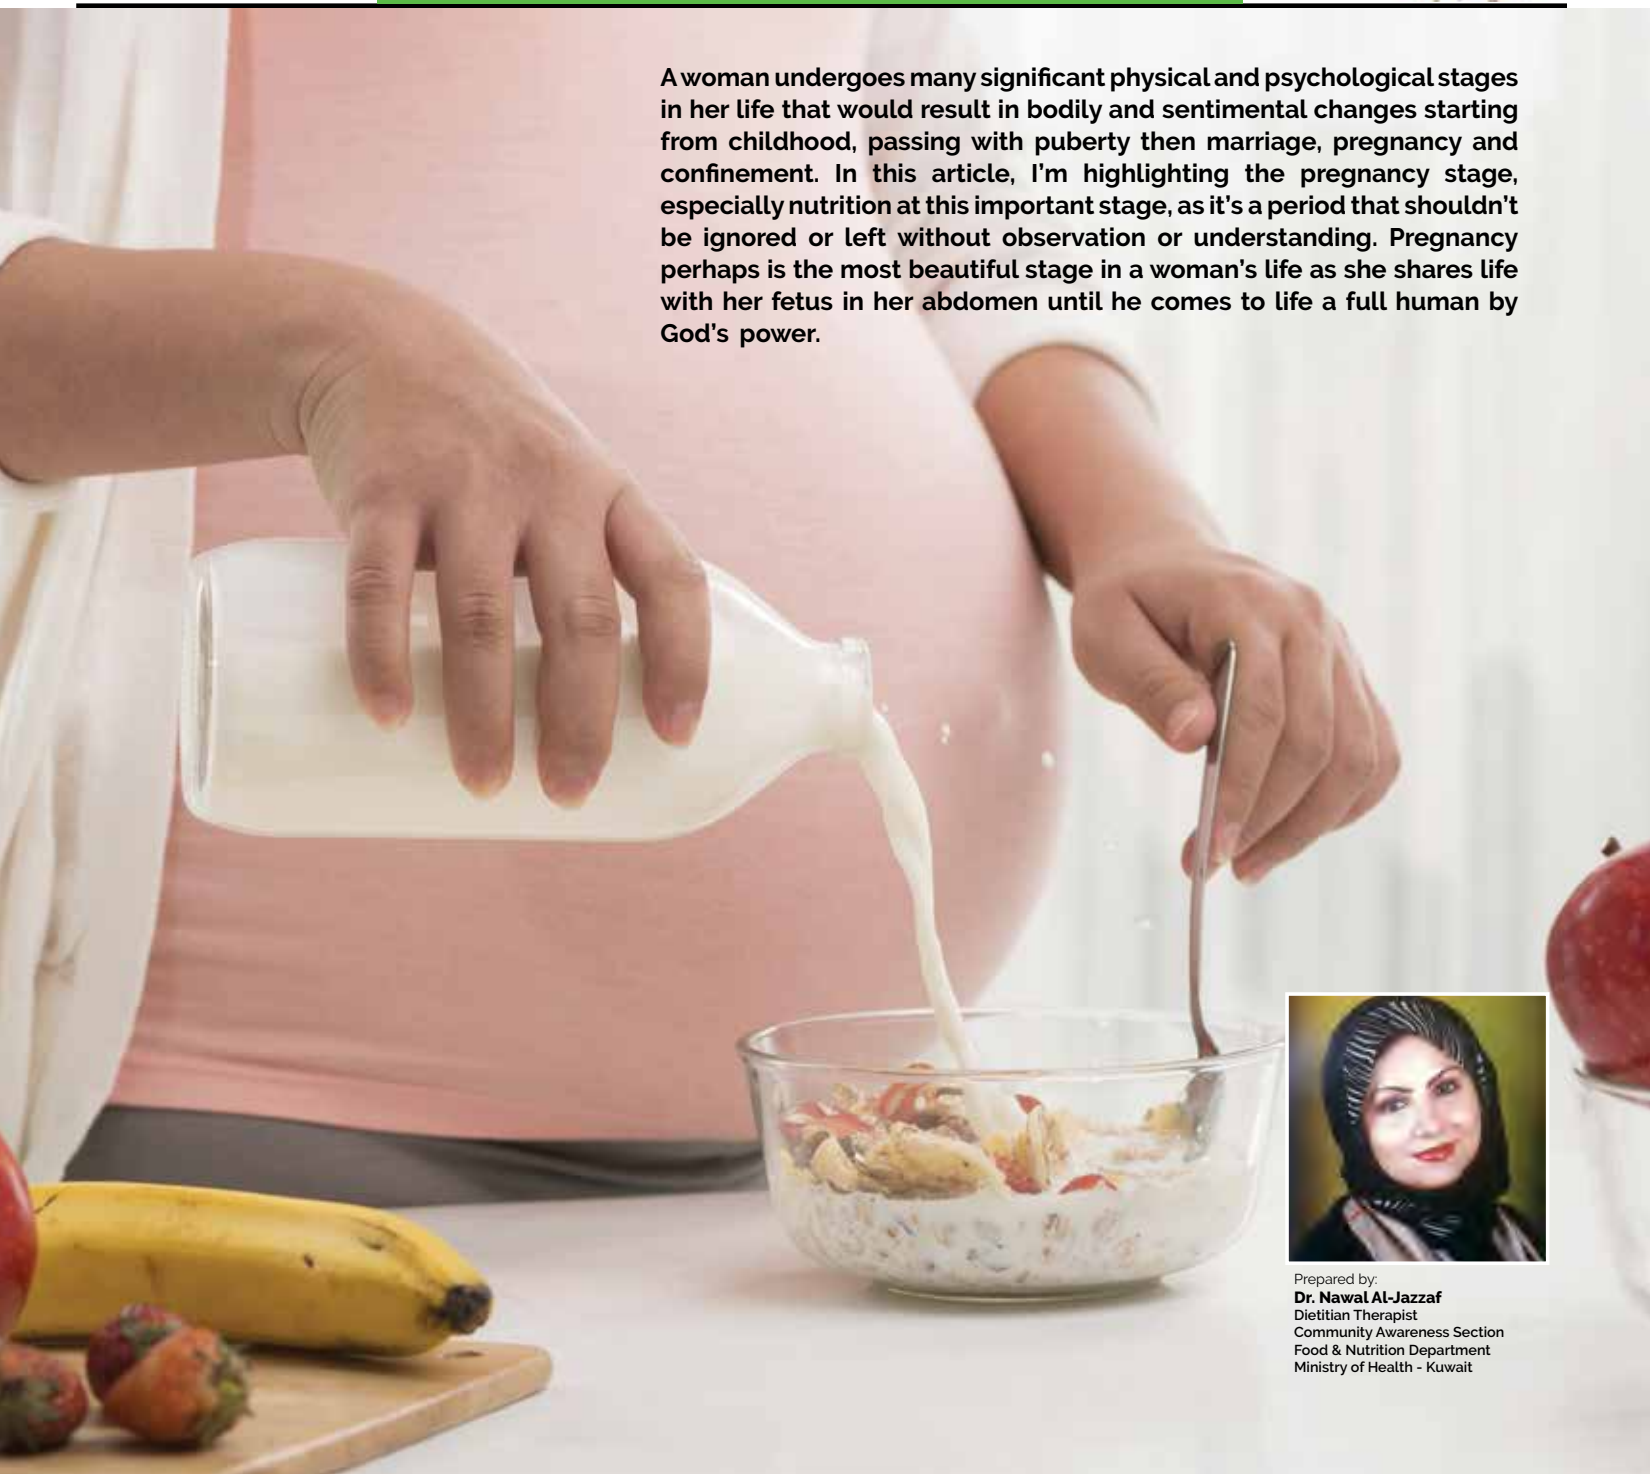 A woman undergoes many significant physical and psychological stages
in her life that would result in bodily and sentimental changes starting
from childhood, passing with puberty then marriage, pregnancy and
confinement. In this article, I'm highlighting the pregnancy stage,
especially nutrition at this important stage, as it's a period that shouldn't
be ignored or left without observation or understanding. Pregnancy
perhaps is the most beautiful stage in a woman's life as she shares life
with her fetus in her abdomen until he comes to life a full human by
God's power.
Prepared by:
Dr. Nawal Al-Jazzaf
Dietitian Therapist
Community Awareness Section
Food & Nutrition Department
Ministry of Health - Kuwait